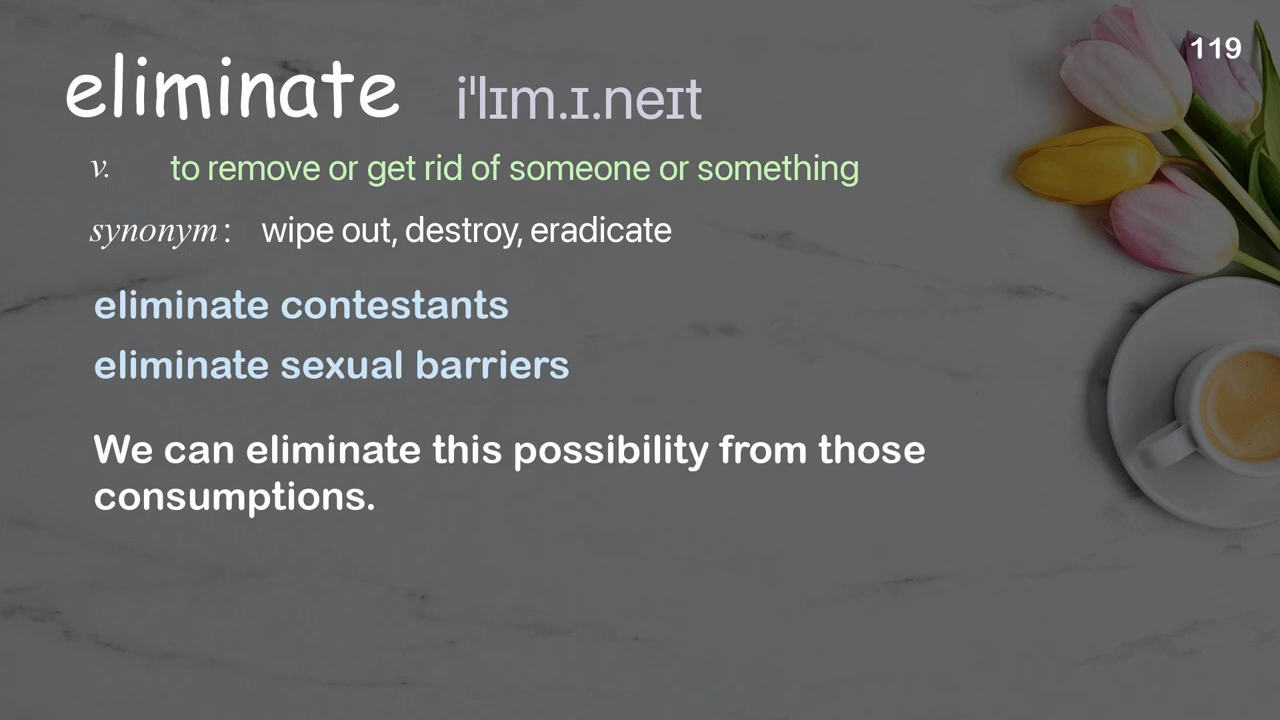 119
eliminate iˈlɪm.ɪ.neɪt
v. to remove or get rid of someone or something
synonym: wipe out, destroy, eradicate
eliminate contestants
eliminate sexual barriers
We can eliminate this possibility from those
consumptions.